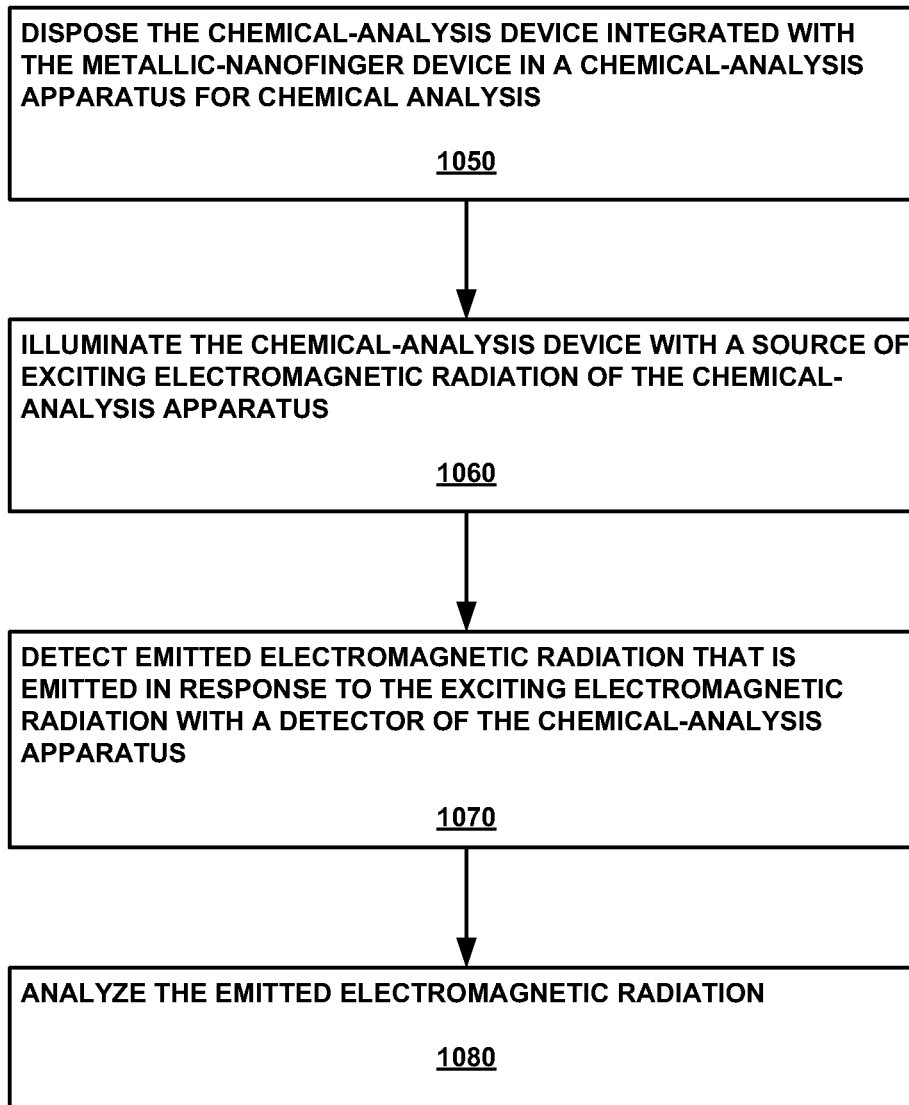 DISPOSE THE CHEMICAL-ANALYSIS DEVICE INTEGRATED WITH
THE METALLIC-NANOFINGER DEVICE IN A CHEMICAL-ANALYSIS
APPARATUS FOR CHEMICAL ANALYSIS
1050
ILLUMINATE THE CHEMICAL-ANALYSIS DEVICE WITH A SOURCE OF
EXCITING ELECTROMAGNETIC RADIATION OF THE CHEMICAL-
ANALYSIS APPARATUS
1060
DETECT EMITTED ELECTROMAGNETIC RADIATION THAT IS
EMITTED IN RESPONSE TO THE EXCITING ELECTROMAGNETIC
RADIATION WITH A DETECTOR OF THE CHEMICAL-ANALYSIS
APPARATUS
1070
ANALYZE THE EMITTED ELECTROMAGNETIC RADIATION
1080